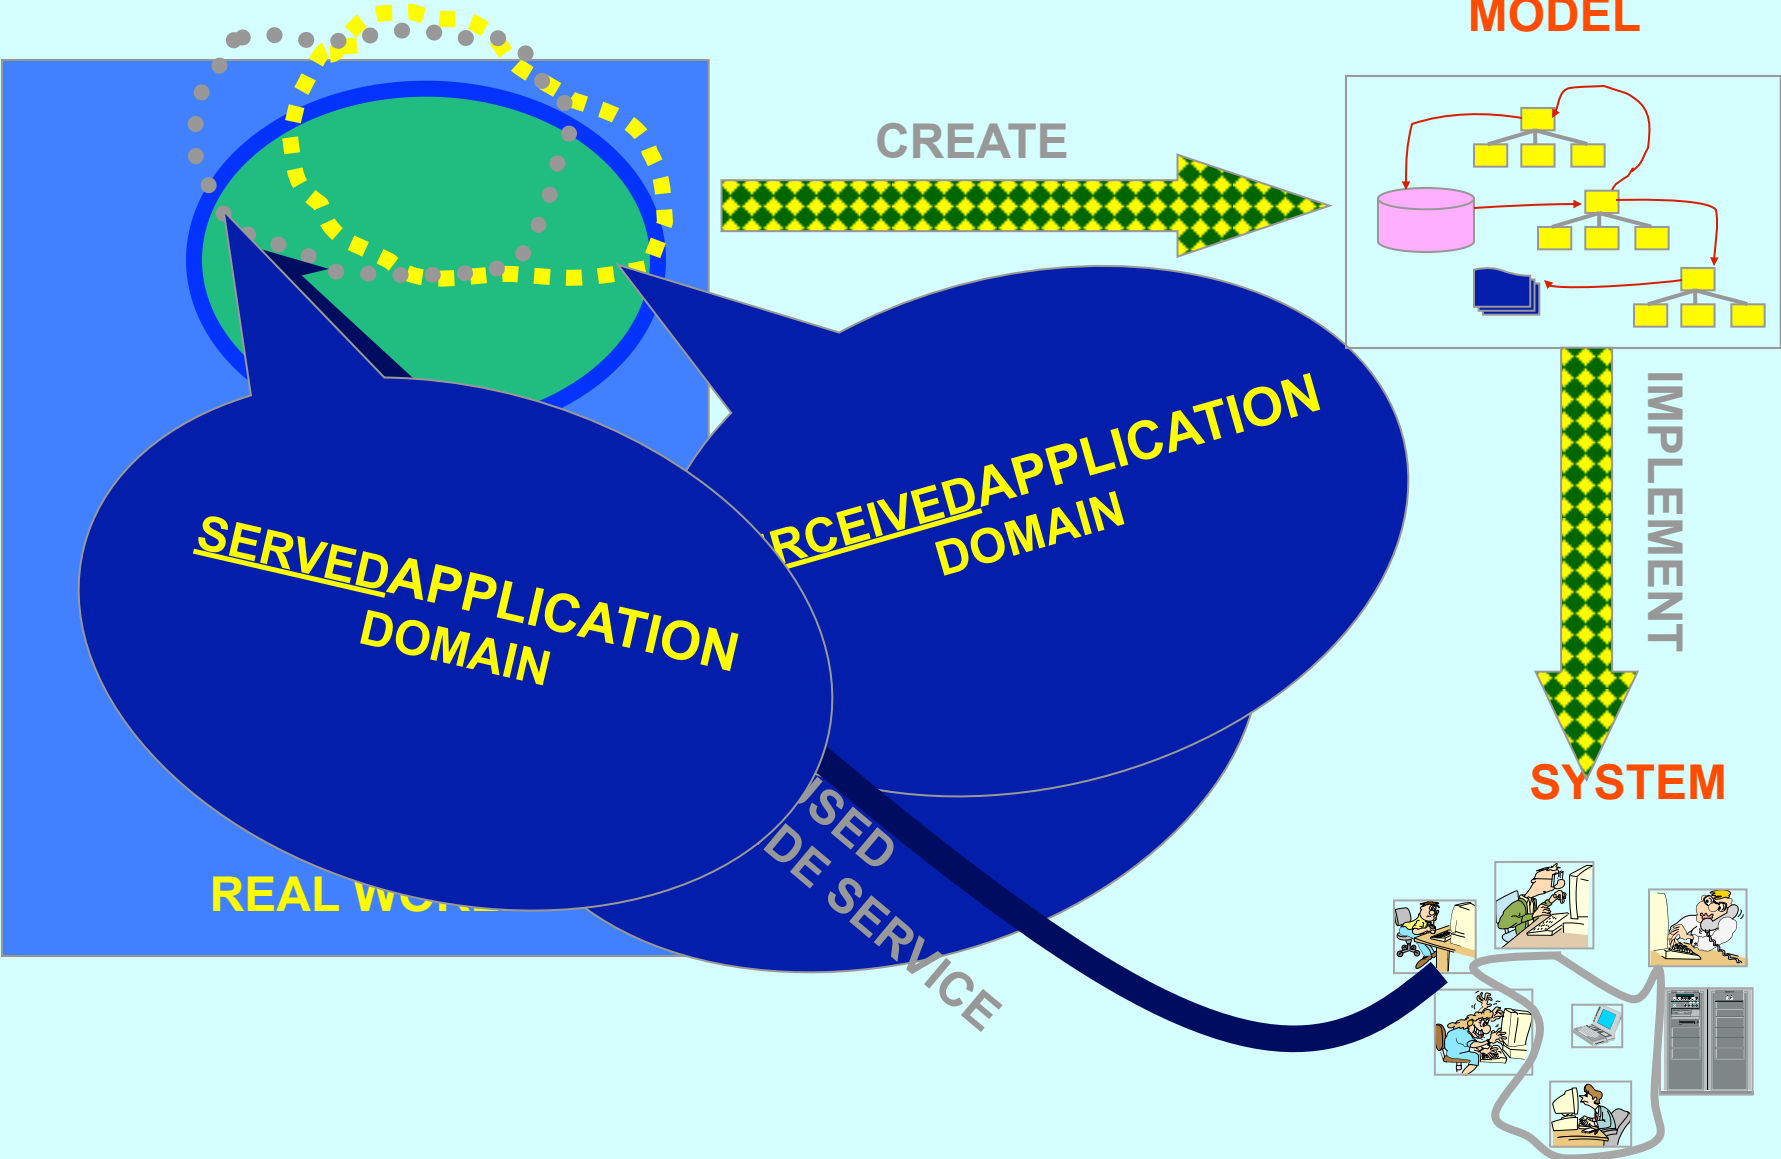 MODEL
CREATE
IMPLEMENT
RCEIVEDAPPLICATION
DOMAIN
SERVEDAPPLICATION
DOMAIN
SYSTEM
USED
DE SERVICE
REAL